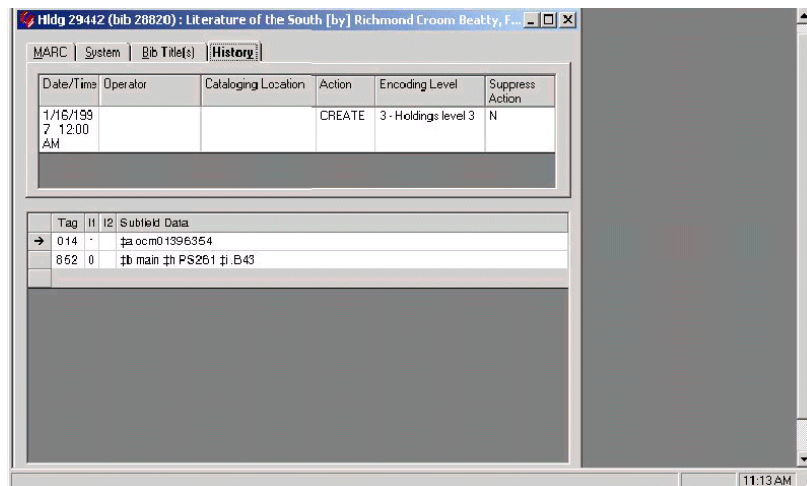 Hldg 29442 (bib 28820) : Literature of the South [by] Richmond Croom Beatty, F...
MARC System Bib Title(s) History
Date/Time Operator Cataloging Location Action Encoding Level Suppress Action
1/16/1997 12:00 AM CREATE 3 - Holdings level 3 N
Tag I1 I2 Subfield Data
014 - ‡a ocm01396354
852 0 ‡b main ‡h PS261 ‡i .B43
11:13 AM